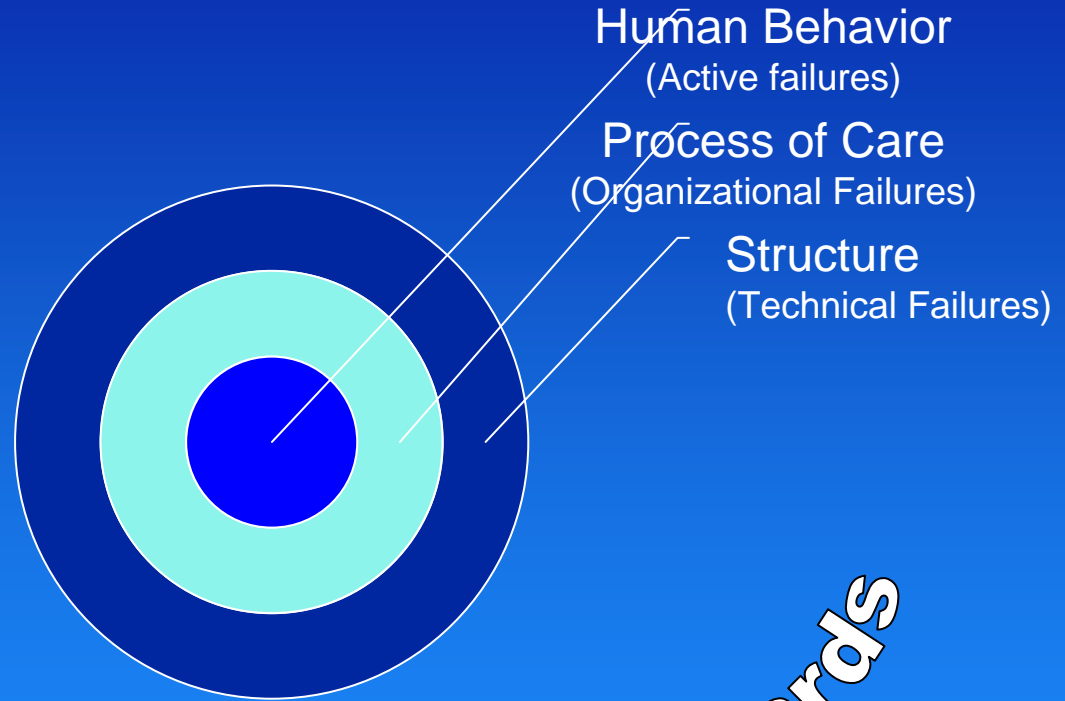 Human Behavior
(Active failures)
Process of Care
(Organizational Failures)
Structure
(Technical Failures)